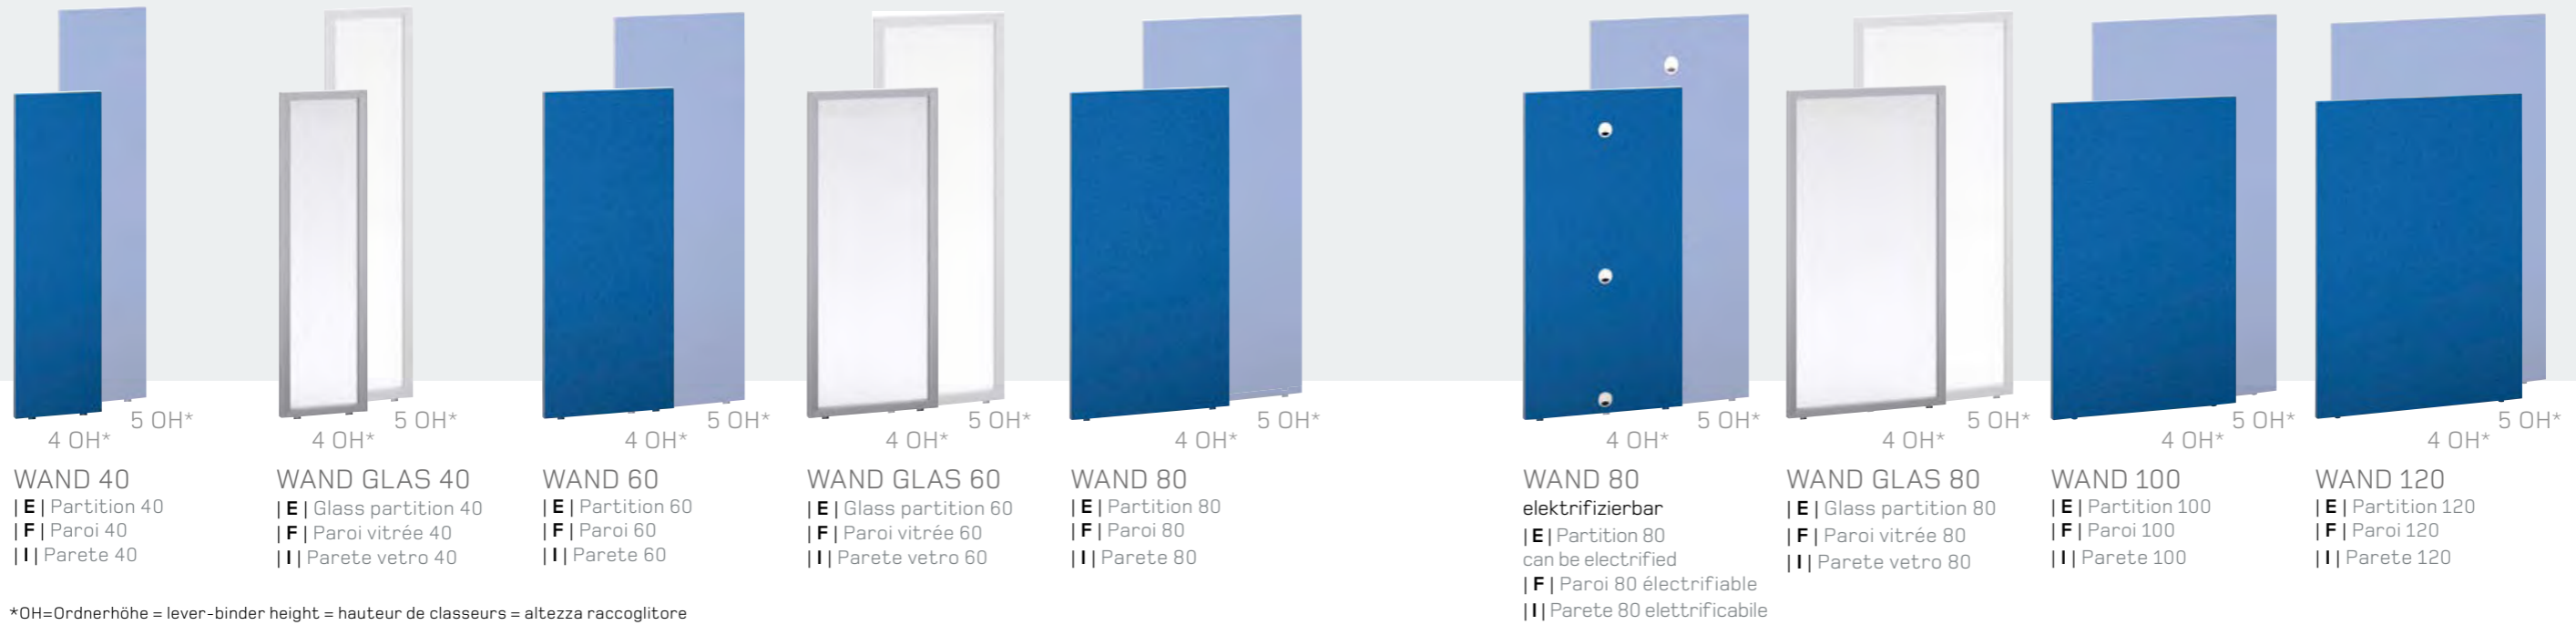 5 OH*
4 OH*
WAND 40
| E | Partition 40
| F | Paroi 40
| I | Parete 40
5 OH*
4 OH*
WAND GLAS 40
| E | Glass partition 40
| F | Paroi vitrée 40
| I | Parete vetro 40
5 OH*
4 OH*
WAND 60
| E | Partition 60
| F | Paroi 60
| I | Parete 60
5 OH*
4 OH*
WAND GLAS 60
| E | Glass partition 60
| F | Paroi vitrée 60
| I | Parete vetro 60
5 OH*
4 OH*
WAND 80
| E | Partition 80
| F | Paroi 80
| I | Parete 80
5 OH*
4 OH*
WAND 80
elektrifizierbar
| E | Partition 80
can be electrified
| F | Paroi 80 électrifiable
| I | Parete 80 elettrificabile
5 OH*
4 OH*
WAND GLAS 80
| E | Glass partition 80
| F | Paroi vitrée 80
| I | Parete vetro 80
5 OH*
4 OH*
WAND 100
| E | Partition 100
| F | Paroi 100
| I | Parete 100
5 OH*
4 OH*
WAND 120
| E | Partition 120
| F | Paroi 120
| I | Parete 120
*OH=Ordnerhöhe = lever-binder height = hauteur de classeurs = altezza raccoglitore